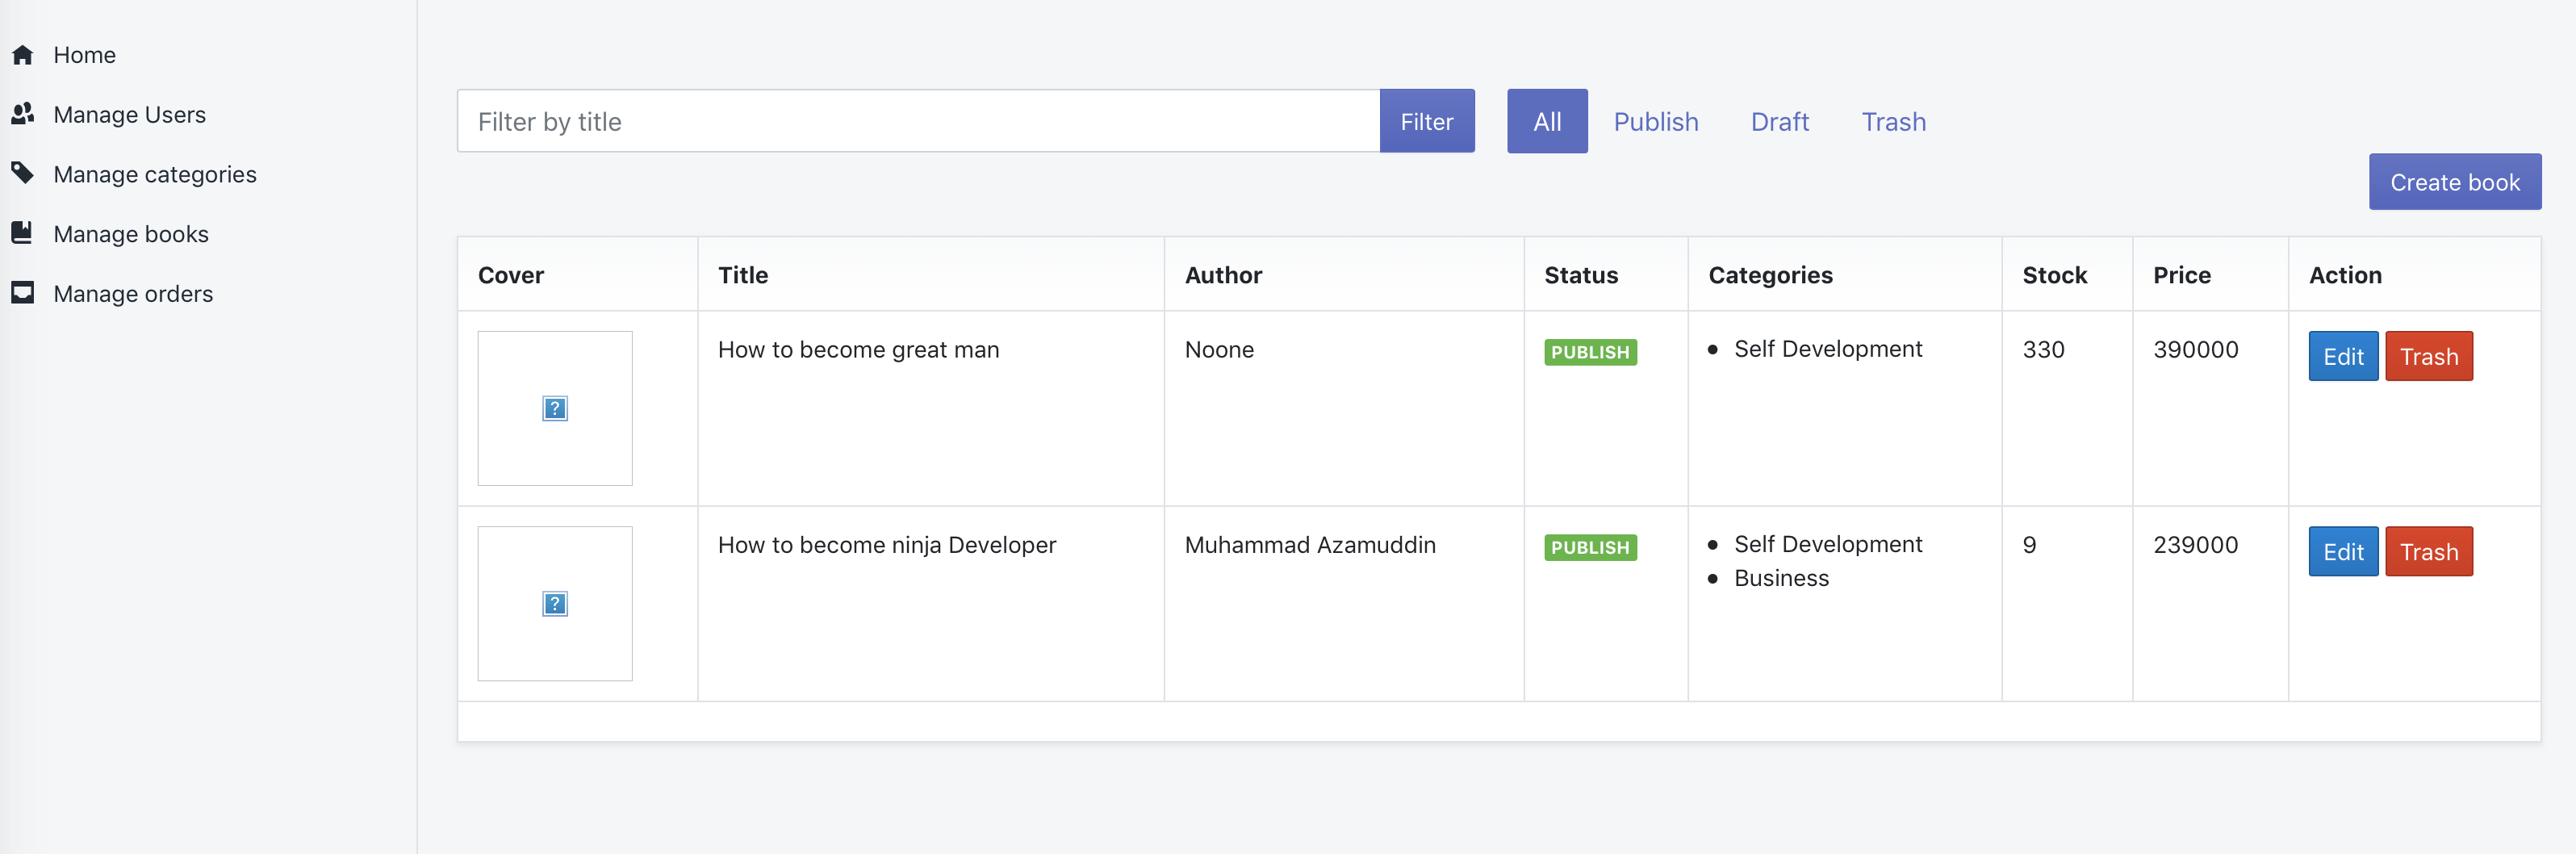 Home
Manage Users
Manage categories
Manage books
Manage orders
Filter by title
Filter
All
Publish
Draft
Trash
Create book
Cover Title Author Status Categories Stock Price Action
How to become great man Noone PUBLISH • Self Development 330 390000 Edit Trash
?
How to become ninja Developer Muhammad Azamuddin PUBLISH • Self Development 9 239000 Edit Trash
• Business
?